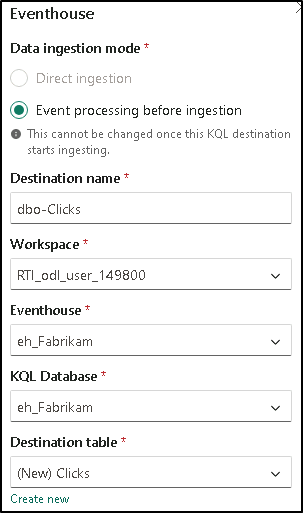 Eventhouse
Data ingestion mode *
Direct ingestion
Event processing before ingestion
This cannot be changed once this KQL destination
starts ingesting.
Destination name *
dbo-Clicks
Workspace *
RTI_odl_user_149800
Eventhouse *
eh_Fabrikam
KQL Database *
eh_Fabrikam
Destination table *
(New) Clicks
Create new